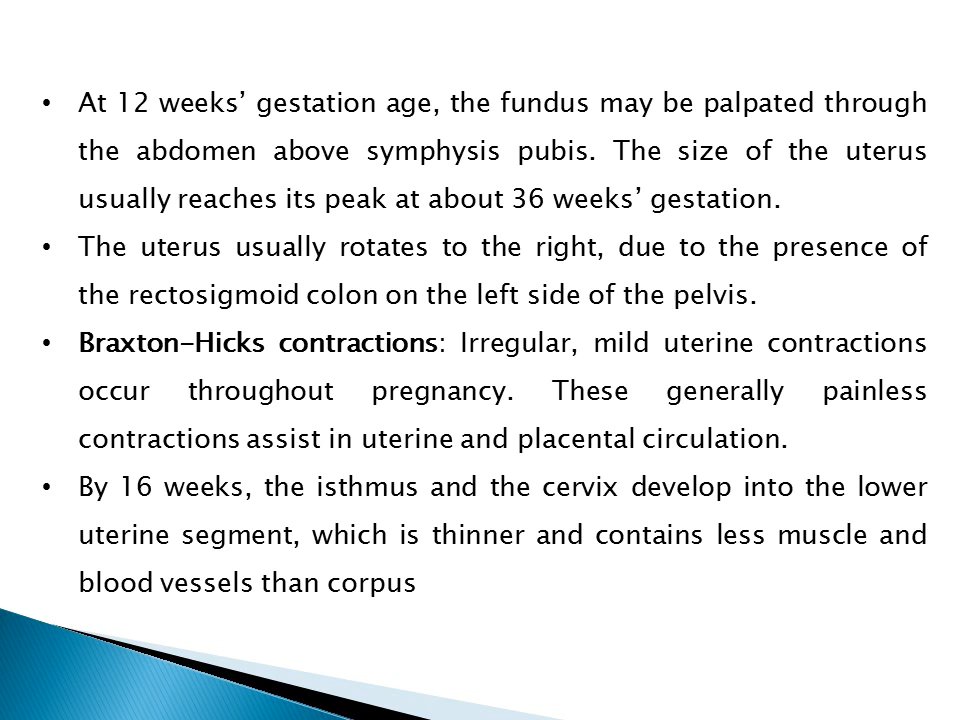 • At 12 weeks’ gestation age, the fundus may be palpated through
the abdomen above symphysis pubis. The size of the uterus
usually reaches its peak at about 36 weeks’ gestation.
• The uterus usually rotates to the right, due to the presence of
the rectosigmoid colon on the left side of the pelvis.
• Braxton-Hicks contractions: Irregular, mild uterine contractions
occur throughout pregnancy. These generally painless
contractions assist in uterine and placental circulation.
• By 16 weeks, the isthmus and the cervix develop into the lower
uterine segment, which is thinner and contains less muscle and
blood vessels than corpus